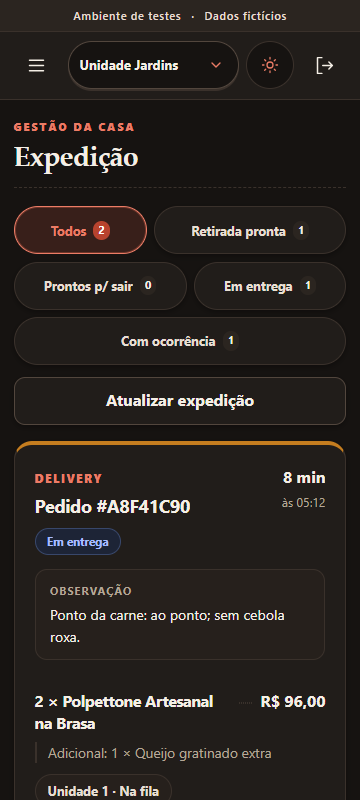 Ambiente de testes · Dados fictícios
Unidade Jardins
GESTÃO DA CASA
Expedição
Todos 2
Retirada pronta 1
Prontos p/ sair 0
Em entrega 1
Com ocorrência 1
Atualizar expedição
DELIVERY
8 min
Pedido #A8F41C90
às 05:12
Em entrega
OBSERVAÇÃO
Ponto da carne: ao ponto; sem cebola
roxa.
2 × Polpettone Artesanal
na Brasa
R$ 96,00
Adicional: 1 × Queijo gratinado extra
Unidade 1 · Na fila